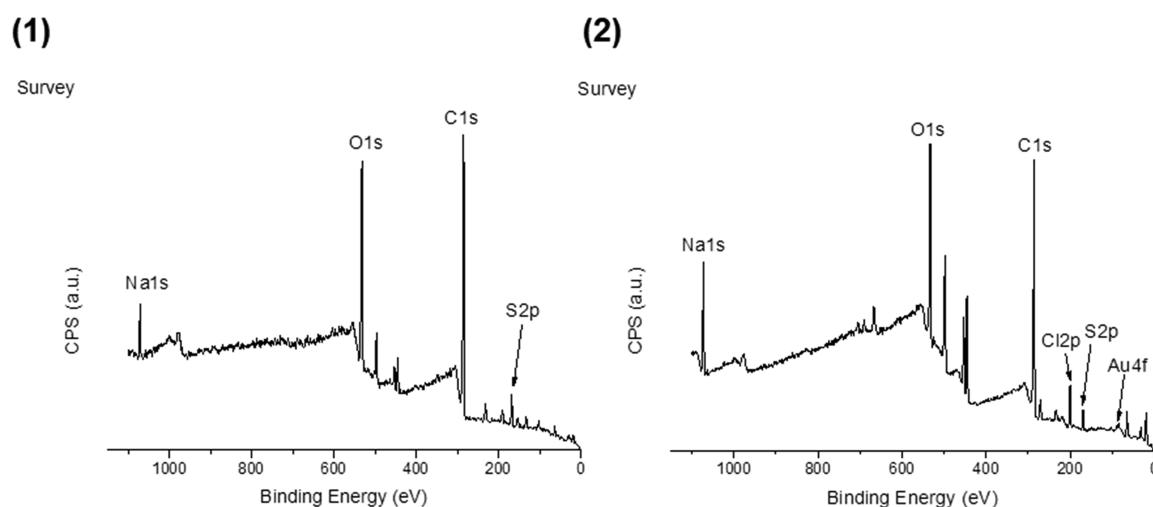 (1)
Survey
C1s
O1s
Na1s
S2p
CPS (a.u.)
1000 800 600 400 200 0
Binding Energy (eV)
(2)
Survey
O1s
C1s
Na1s
Cl2p
S2p
Au4f
CPS (a.u.)
1000 800 600 400 200 0
Binding Energy (eV)